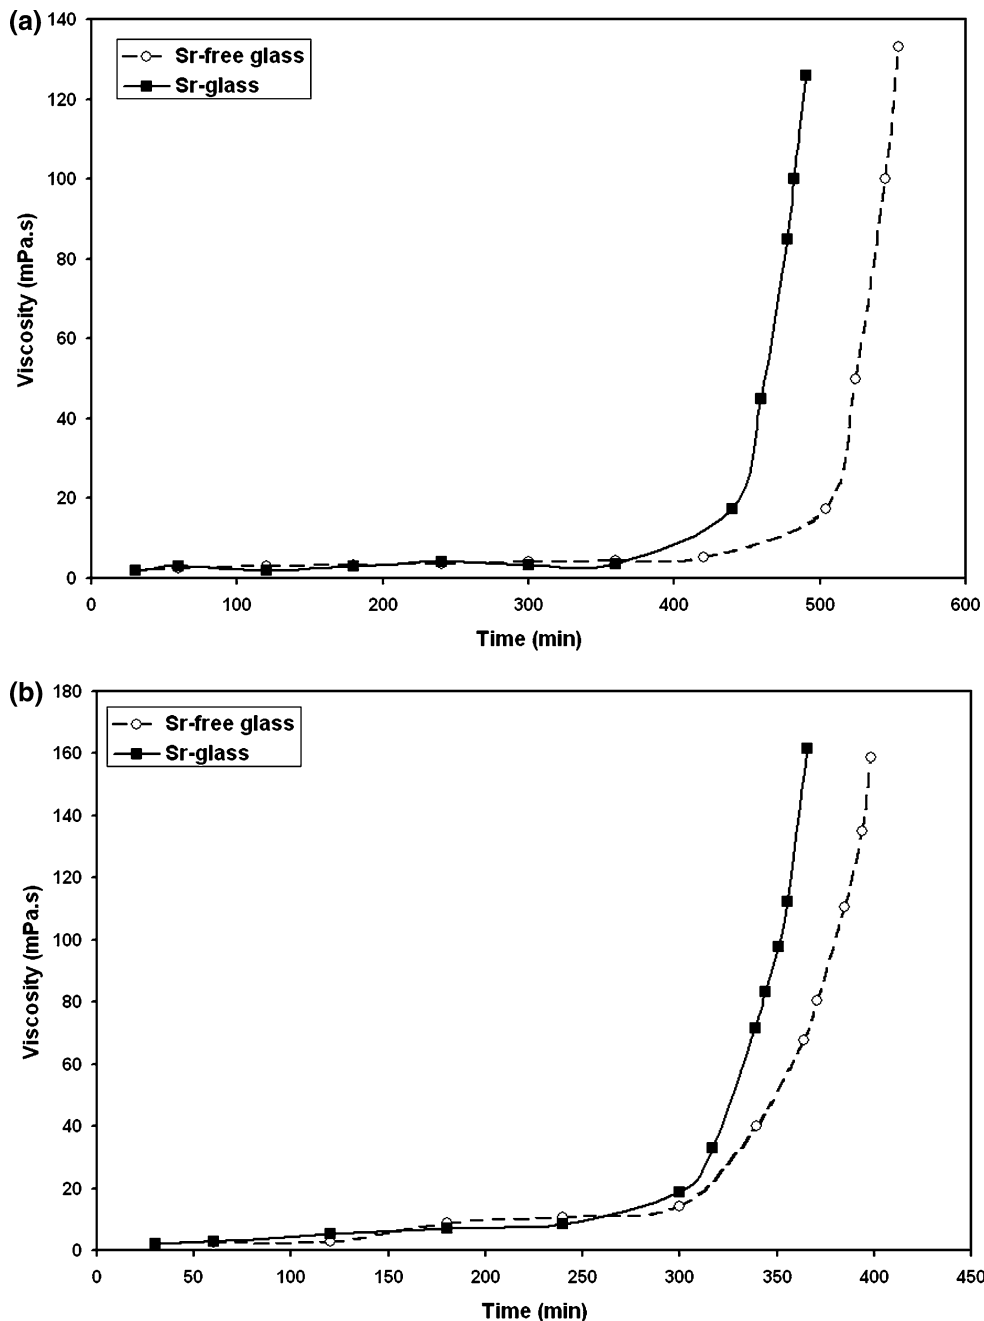 (a)
140
120
100
80
60
40
20
0
Viscosity (mPa.s)
Sr-free glass
Sr-glass
0 100 200 300 400 500 600
Time (min)
(b)
180
160
140
120
100
80
60
40
20
0
Viscosity (mPa.s)
Sr-free glass
Sr-glass
0 50 100 150 200 250 300 350 400 450
Time (min)